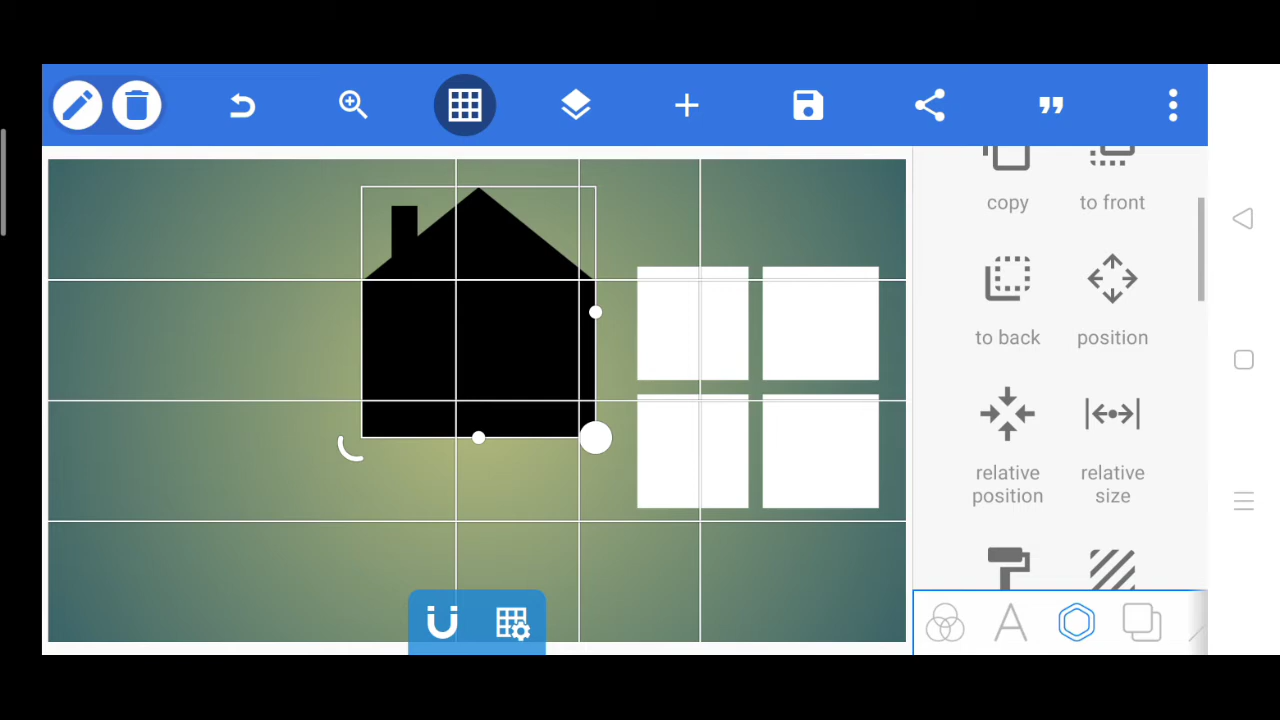 copy
to front
to back
position
relative
position
relative
size